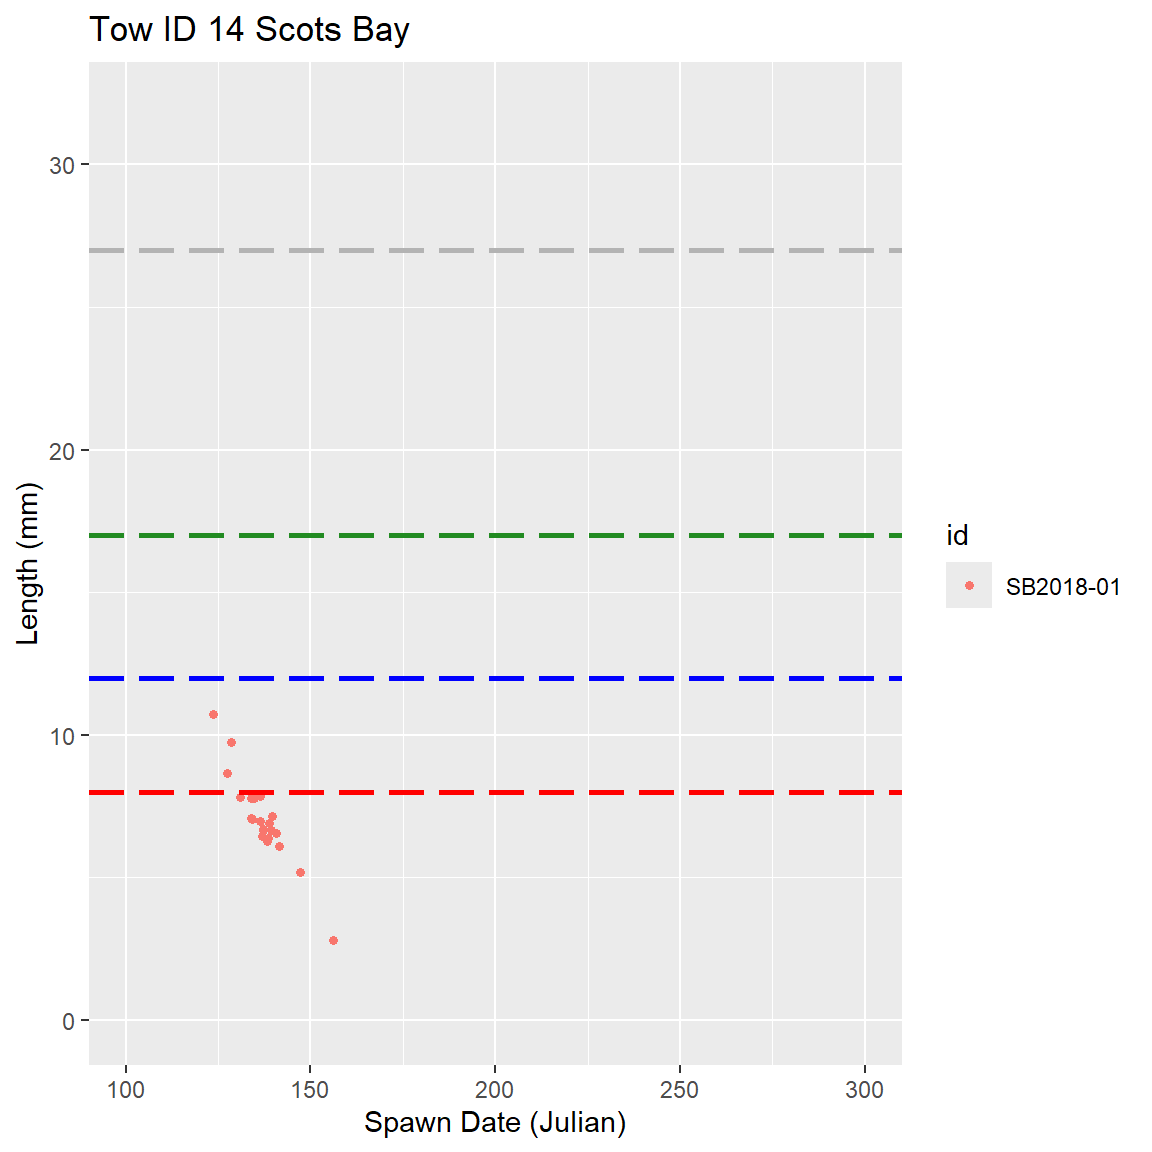 Tow ID 14 Scots Bay
30
20
10
0
Length (mm)
100 150 200 250 300
Spawn Date (Julian)
id
SB2018-01